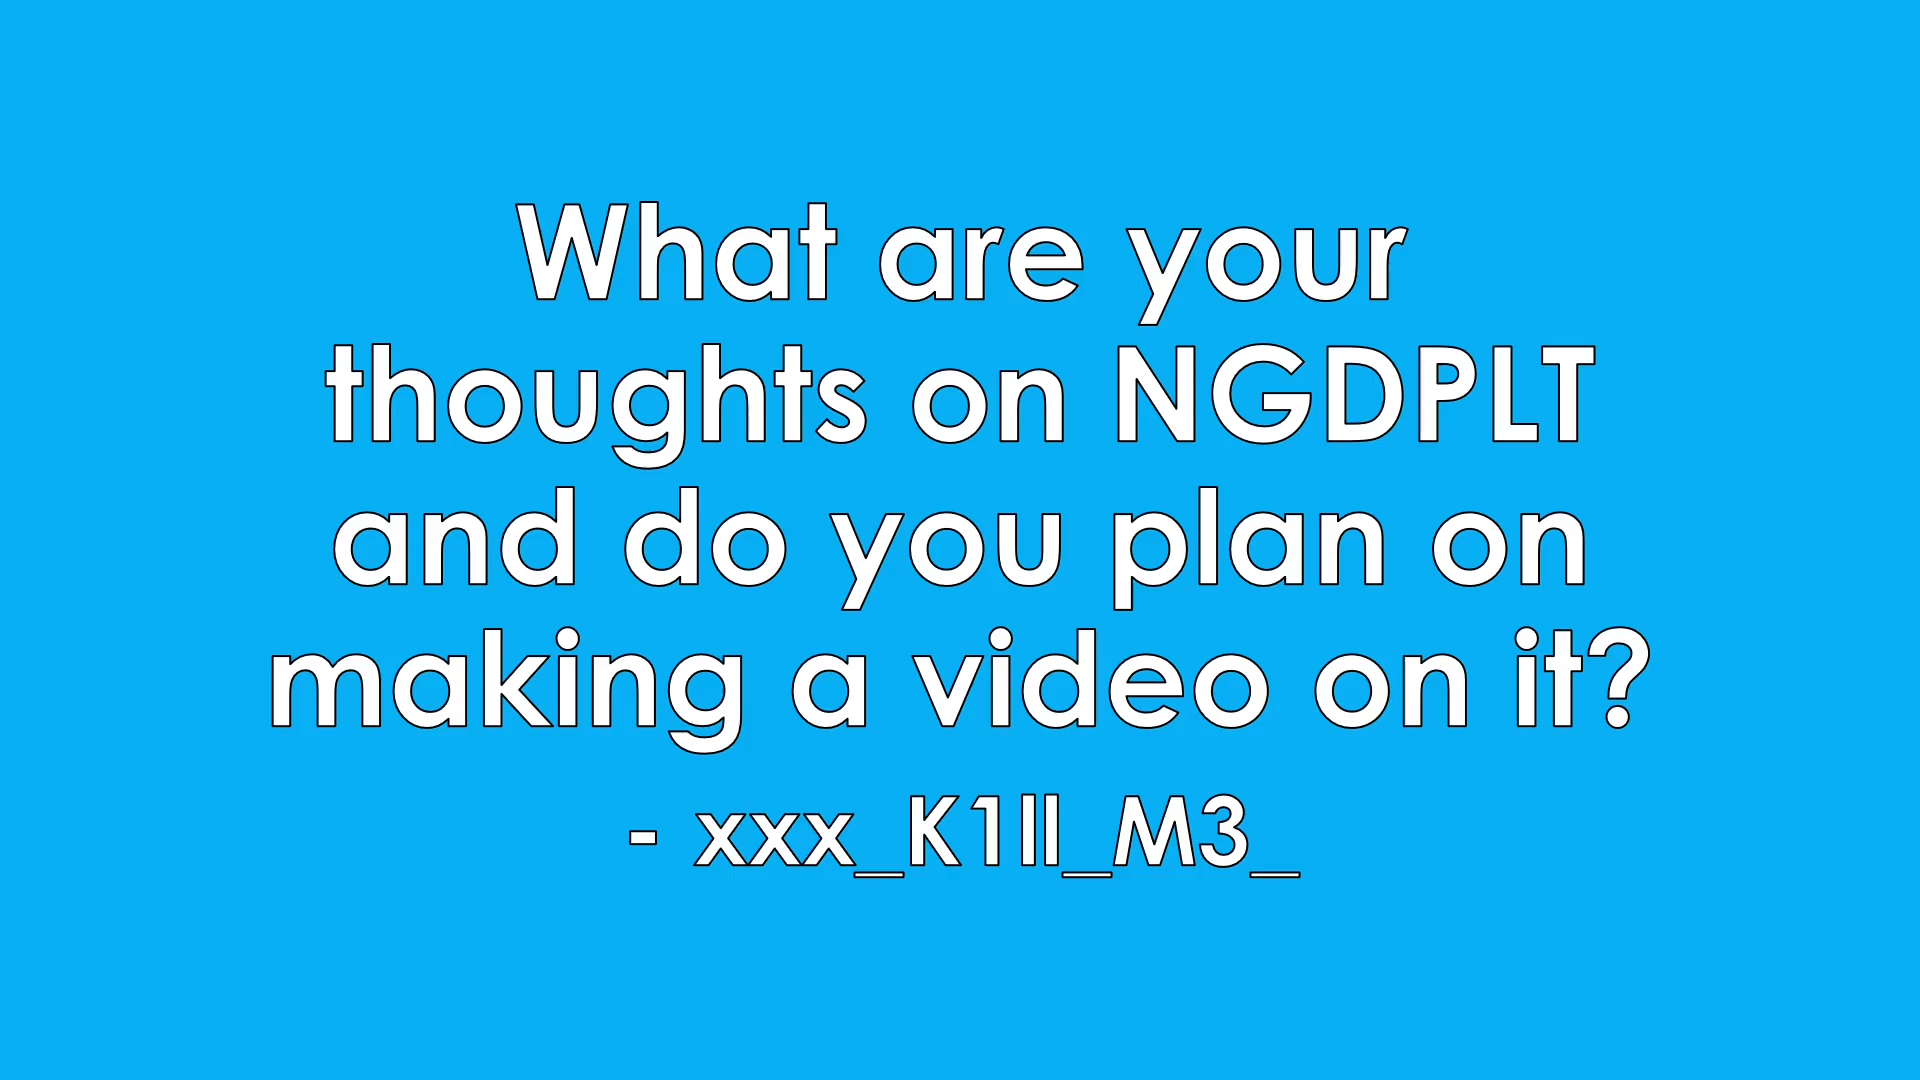 What are your
thoughts on NGDPLT
and do you plan on
making a video on it?
- xxx_K1ll_M3_